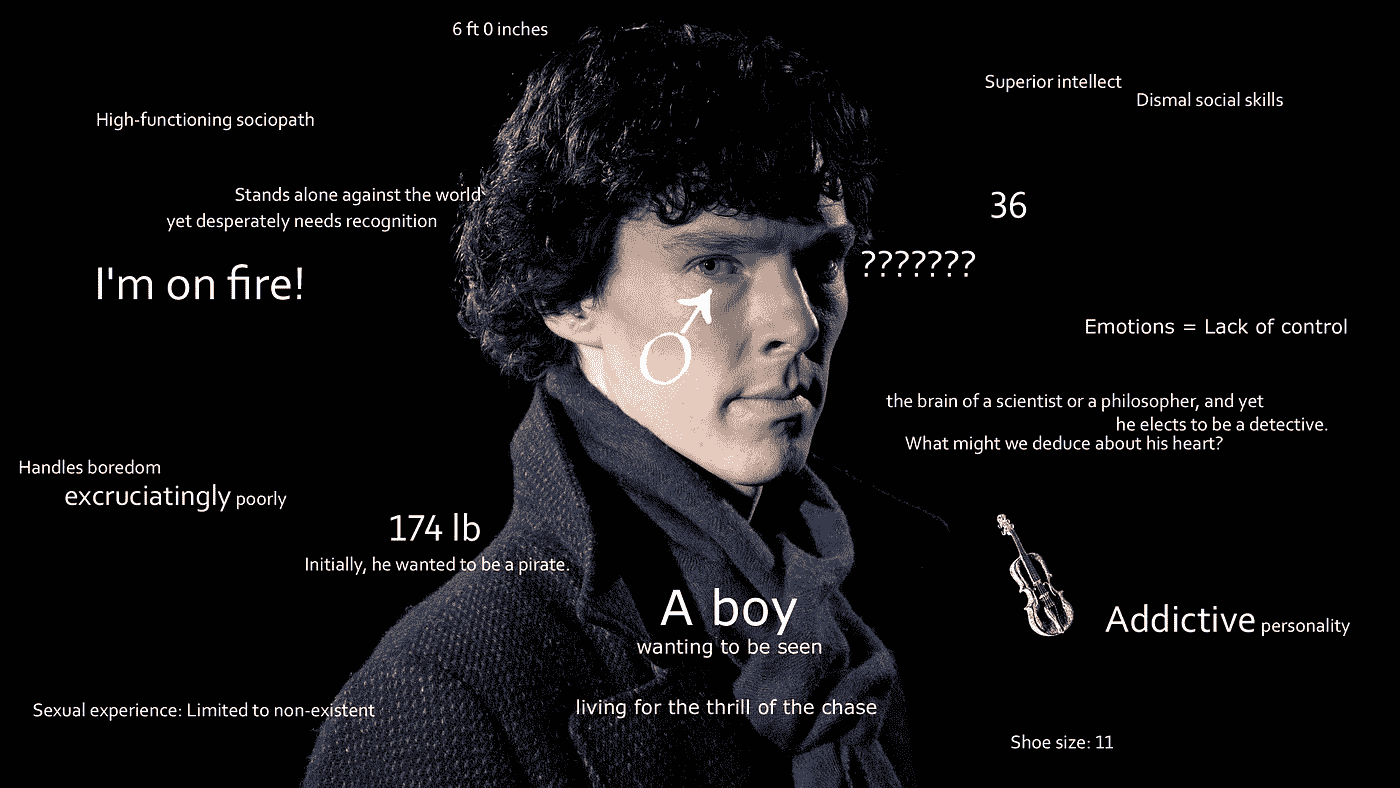 6 ft 0 inches
Superior intellect
Dismal social skills
High-functioning sociopath
Stands alone against the world
yet desperately needs recognition
36
I'm on fire!
???????
Emotions = Lack of control
the brain of a scientist or a philosopher, and yet
he elects to be a detective.
What might we deduce about his heart?
Handles boredom
excruciatingly poorly
174 lb
Initially, he wanted to be a pirate.
A boy
wanting to be seen
Addictive personality
living for the thrill of the chase
Sexual experience: Limited to non-existent
Shoe size: 11